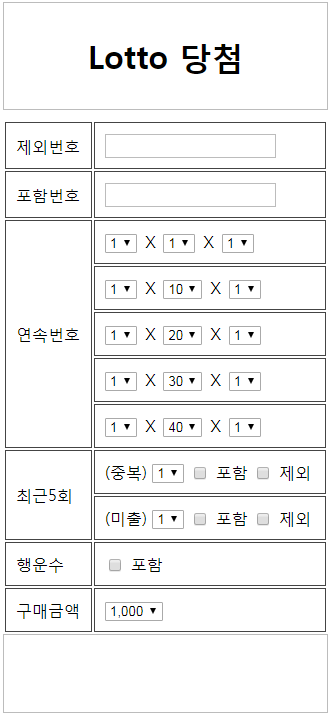 Lotto 당첨
제외번호
포함번호
연속번호
1 X 1 X 1
1 X 10 X 1
1 X 20 X 1
1 X 30 X 1
1 X 40 X 1
최근5회
(중복) 1 포함 제외
(미출) 1 포함 제외
행운수 포함
구매금액 1,000